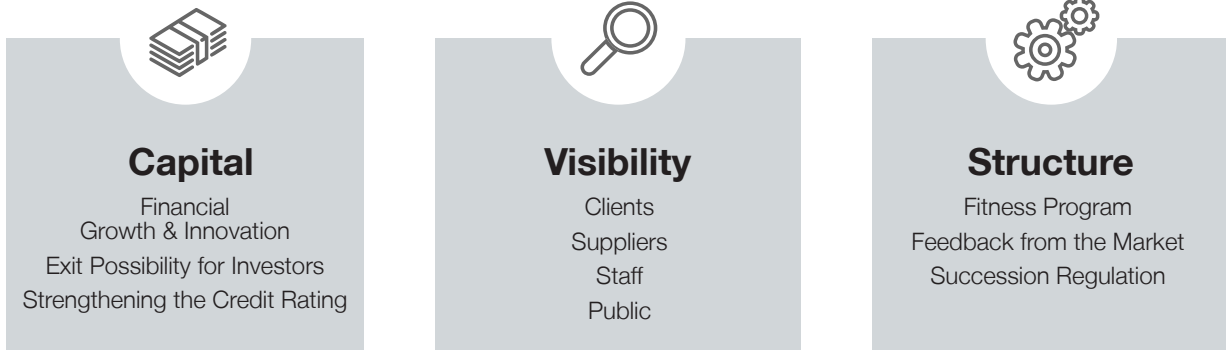 Capital
Financial
Growth & Innovation
Exit Possibility for Investors
Strengthening the Credit Rating
Visibility
Clients
Suppliers
Staff
Public
Structure
Fitness Program
Feedback from the Market
Succession Regulation